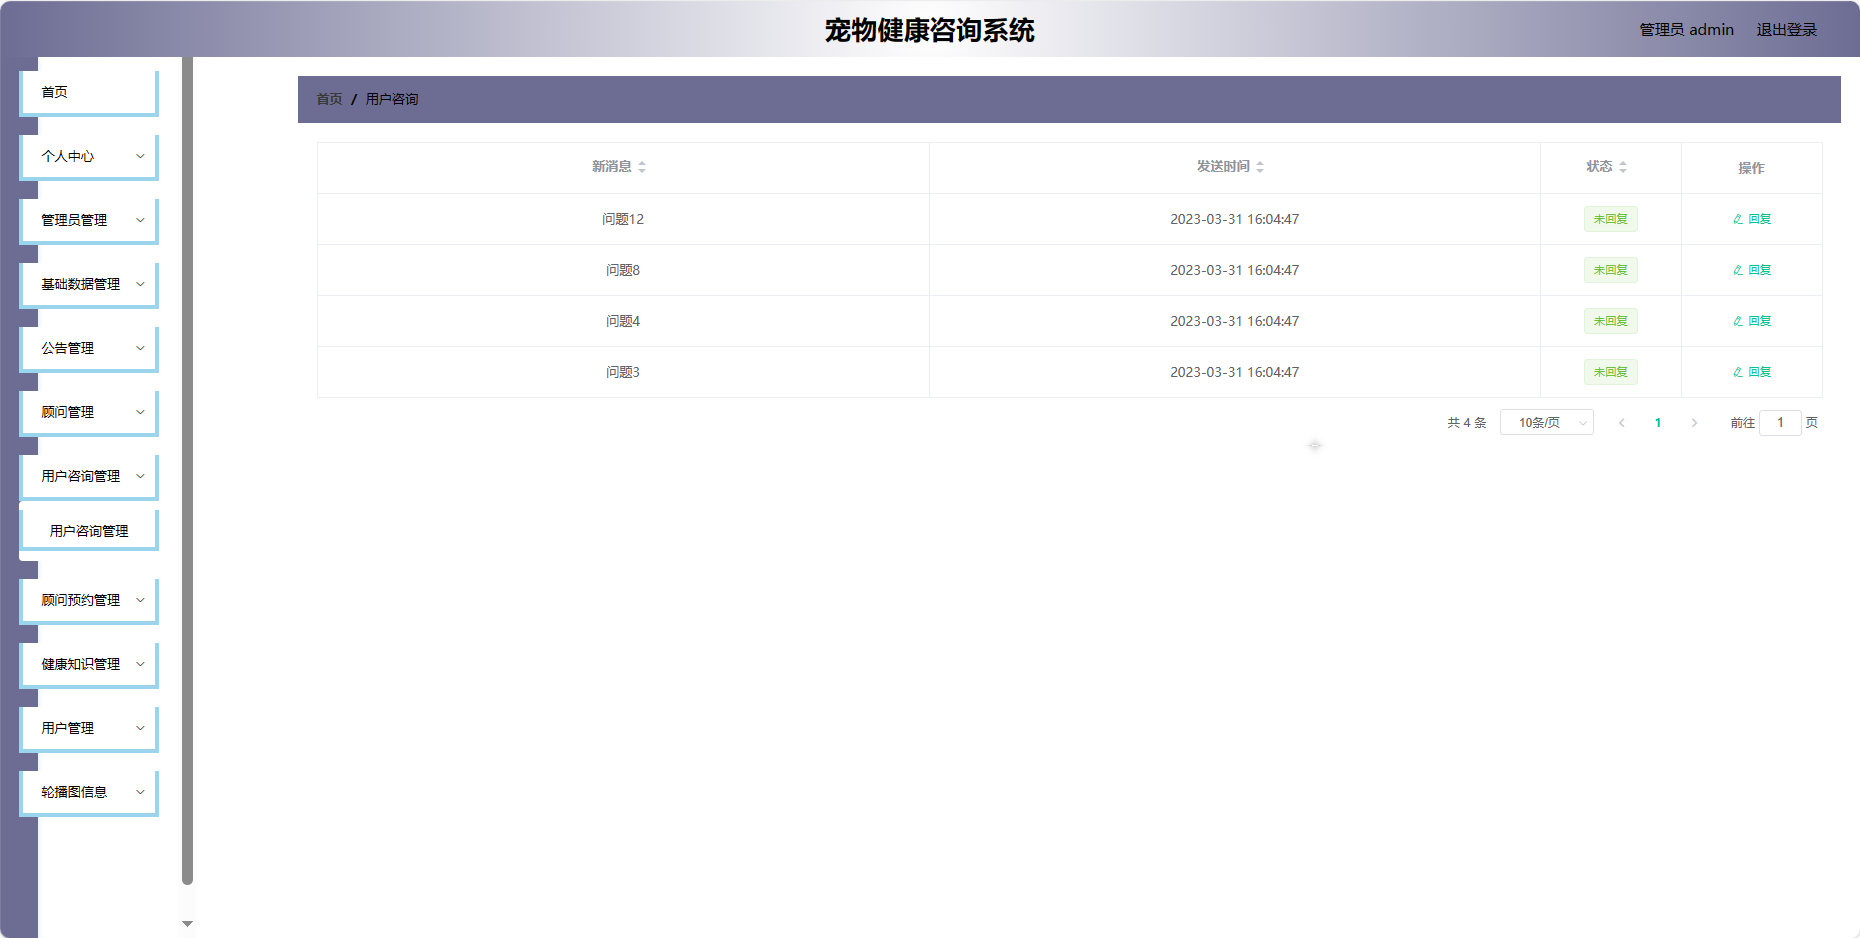 宠物健康咨询系统
管理员 admin 退出登录
首页
个人中心
管理员管理
基础数据管理
公告管理
顾问管理
用户咨询管理
用户咨询管理
顾问预约管理
健康知识管理
用户管理
轮播图信息
首页 / 用户咨询
新消息 发送时间 状态 操作
问题12 2023-03-31 16:04:47 未回复 回复
问题8 2023-03-31 16:04:47 未回复 回复
问题4 2023-03-31 16:04:47 未回复 回复
问题3 2023-03-31 16:04:47 未回复 回复
共 4 条 10条/页 1 前往 1 页